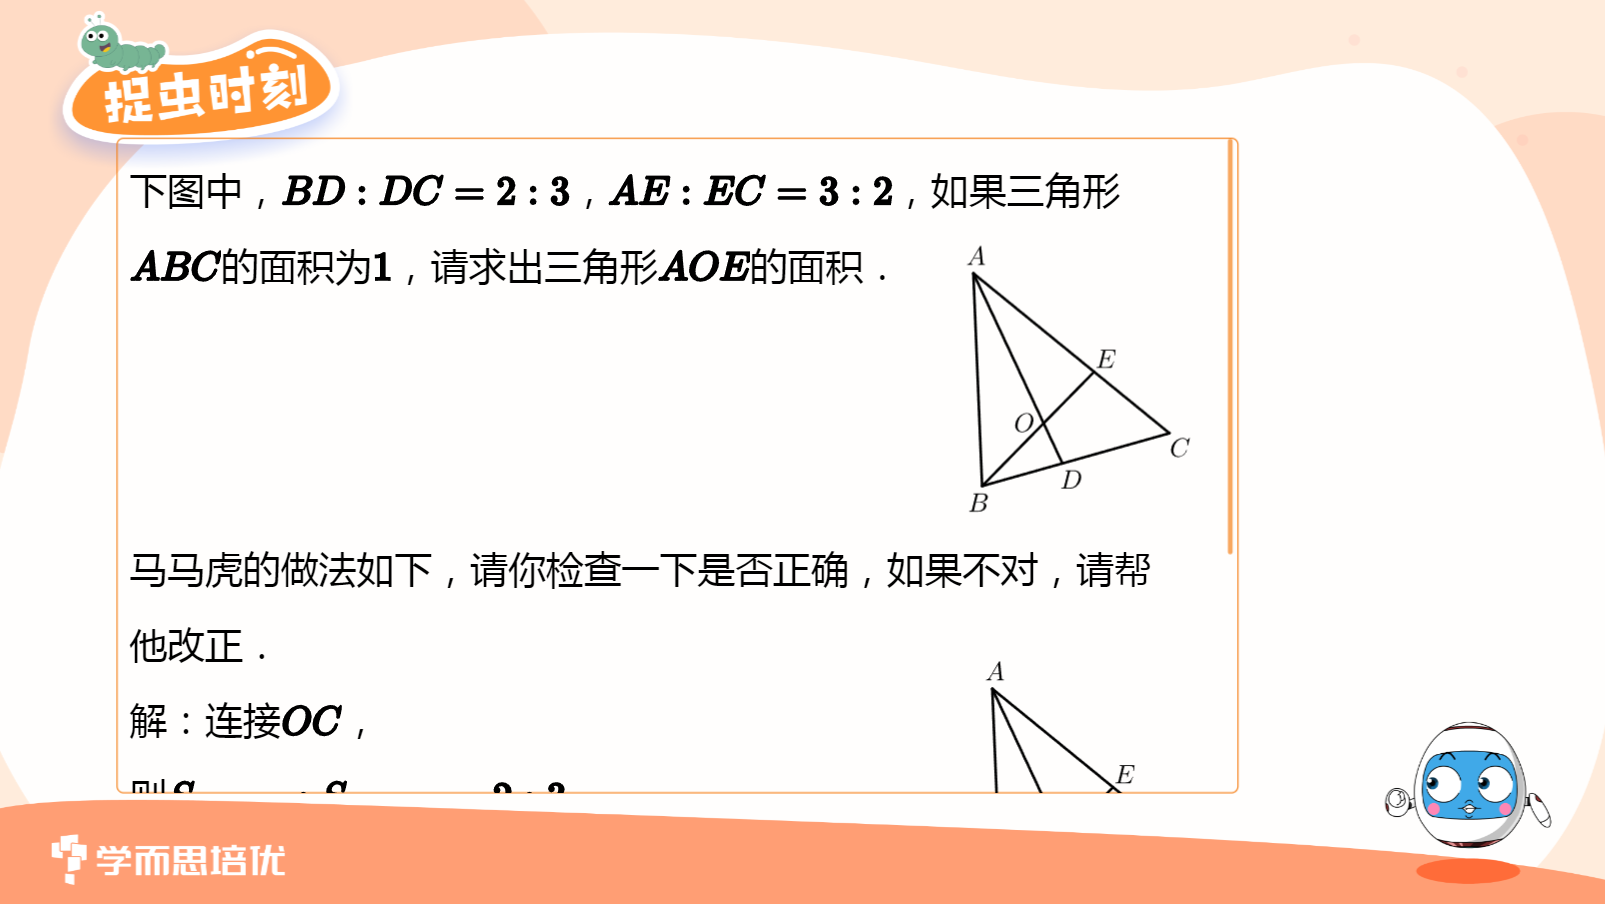 捉虫时刻
下图中，BD : DC = 2 : 3，AE : EC = 3 : 2，如果三角形
ABC的面积为1，请求出三角形AOE的面积．
A
E
O
C
D
B
马马虎的做法如下，请你检查一下是否正确，如果不对，请帮
他改正．
解：连接OC，
A
E
学而思培优